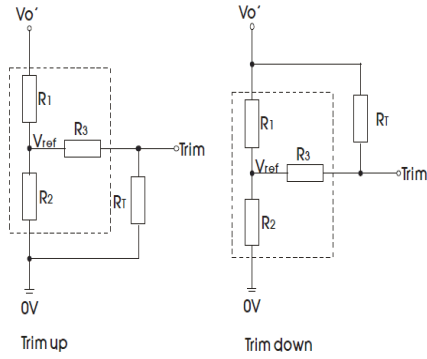 Vo´
R1
Vref
R3
Trim
R2
RT
0V
Trim up
Vo´
R1
RT
Vref
R3
Trim
R2
0V
Trim down